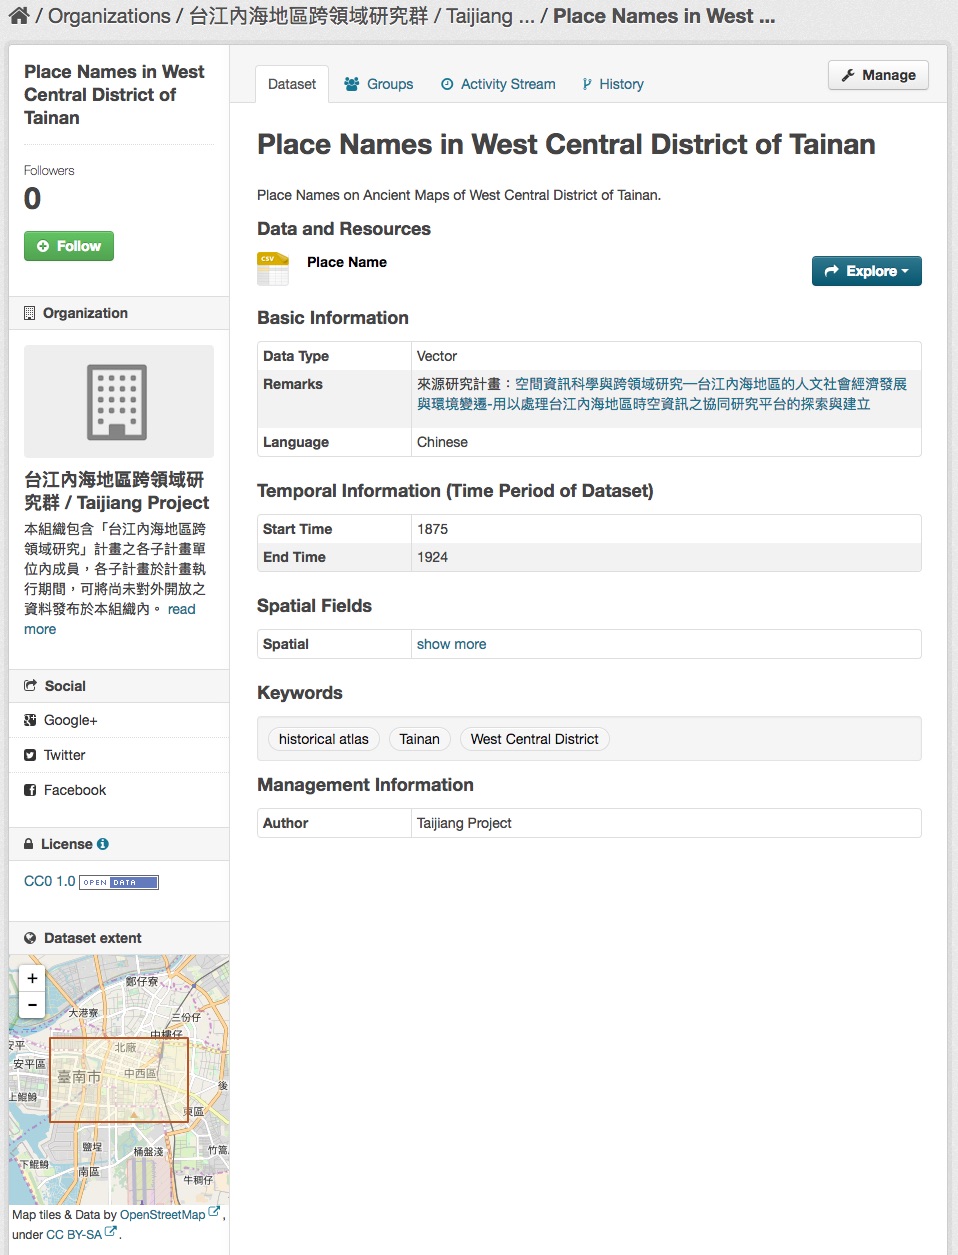 / Organizations / 台江內海地區跨領域研究群 / Taijiang ... / Place Names in West ...
Place Names in West
Central District of
Tainan
Followers
0
Follow
Organization
台江內海地區跨領域研
究群 / Taijiang Project
本組織包含「台江內海地區跨
領域研究」計畫之各子計畫單
位內成員，各子計畫於計畫執
行期間，可將尚未對外開放之
資料發布於本組織內。 read
more
Social
Google+
Twitter
Facebook
License
CC0 1.0 OPEN DATA
Dataset extent
+
−
鄭仔寮
大港寮
三份仔
中樓仔
安平
北廠
安平區
臺南市
中西區
後
上鯤鯓
東區
鹽埕
桶盤淺
竹篙
下鯤鯓
南區
牛稠仔
Map tiles & Data by OpenStreetMap ,
under CC BY-SA .
Dataset
Groups
Activity Stream
History
Manage
Place Names in West Central District of Tainan
Place Names on Ancient Maps of West Central District of Tainan.
Data and Resources
CSV
Place Name
Explore
Basic Information
Data Type Vector
Remarks 來源研究計畫：空間資訊科學與跨領域研究—台江內海地區的人文社會經濟發展
與環境變遷-用以處理台江內海地區時空資訊之協同研究平台的探索與建立
Language Chinese
Temporal Information (Time Period of Dataset)
Start Time 1875
End Time 1924
Spatial Fields
Spatial show more
Keywords
historical atlas Tainan West Central District
Management Information
Author Taijiang Project